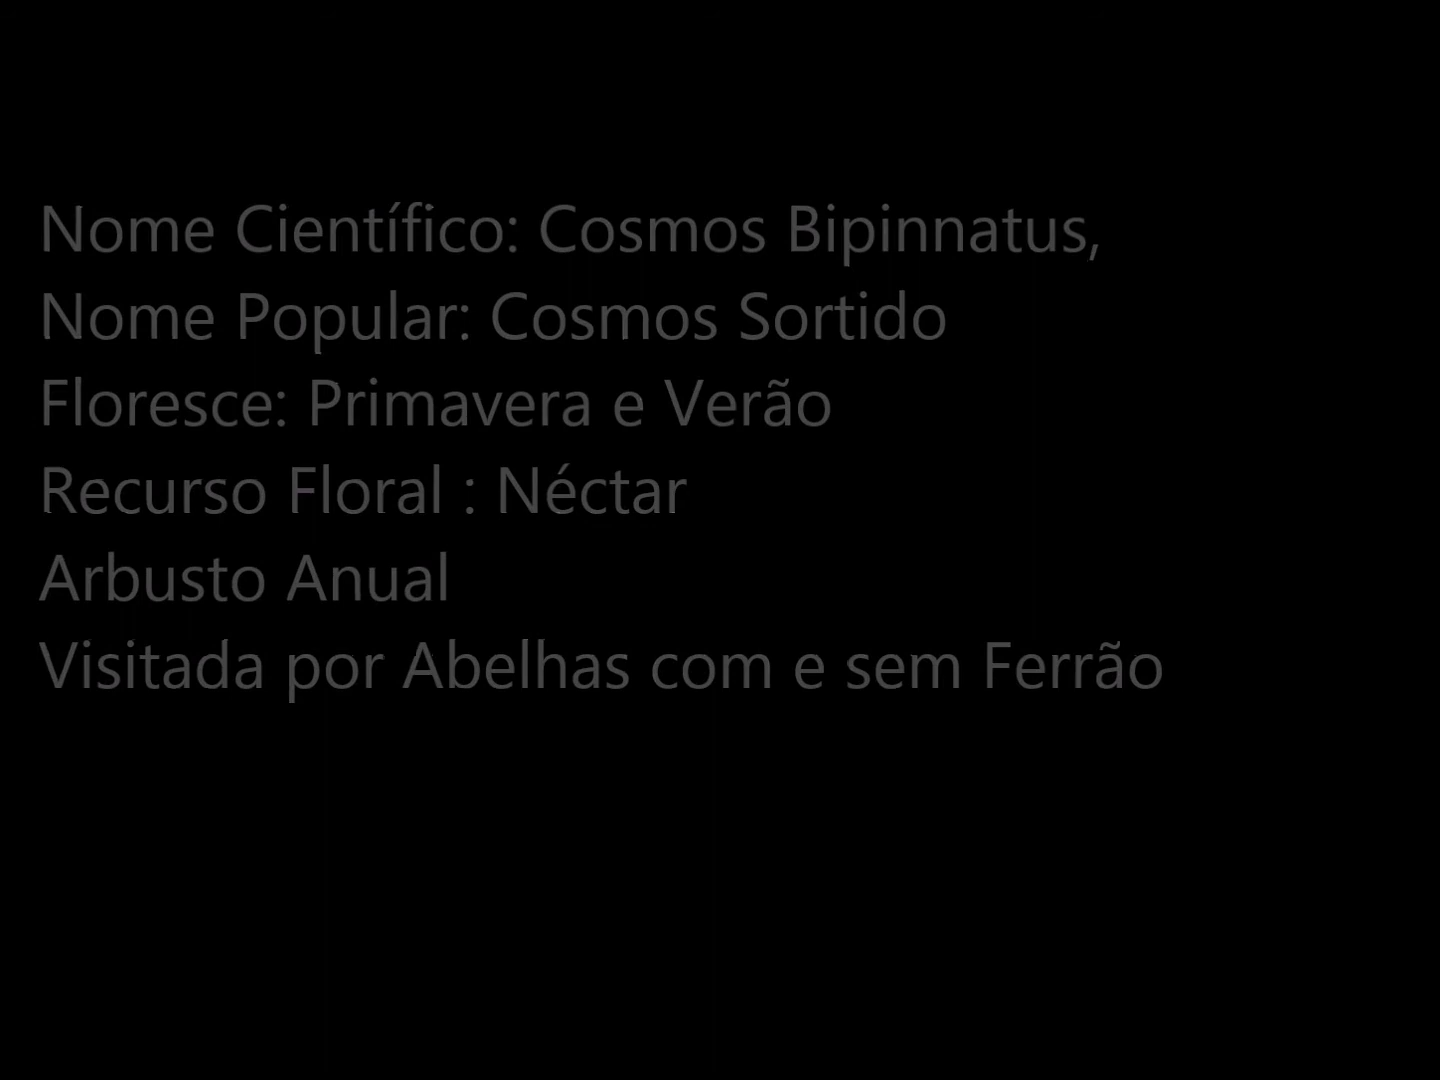 Nome Científico: Cosmos Bipinnatus,
Nome Popular: Cosmos Sortido
Floresce: Primavera e Verão
Recurso Floral : Néctar
Arbusto Anual
Visitada por Abelhas com e sem Ferrão